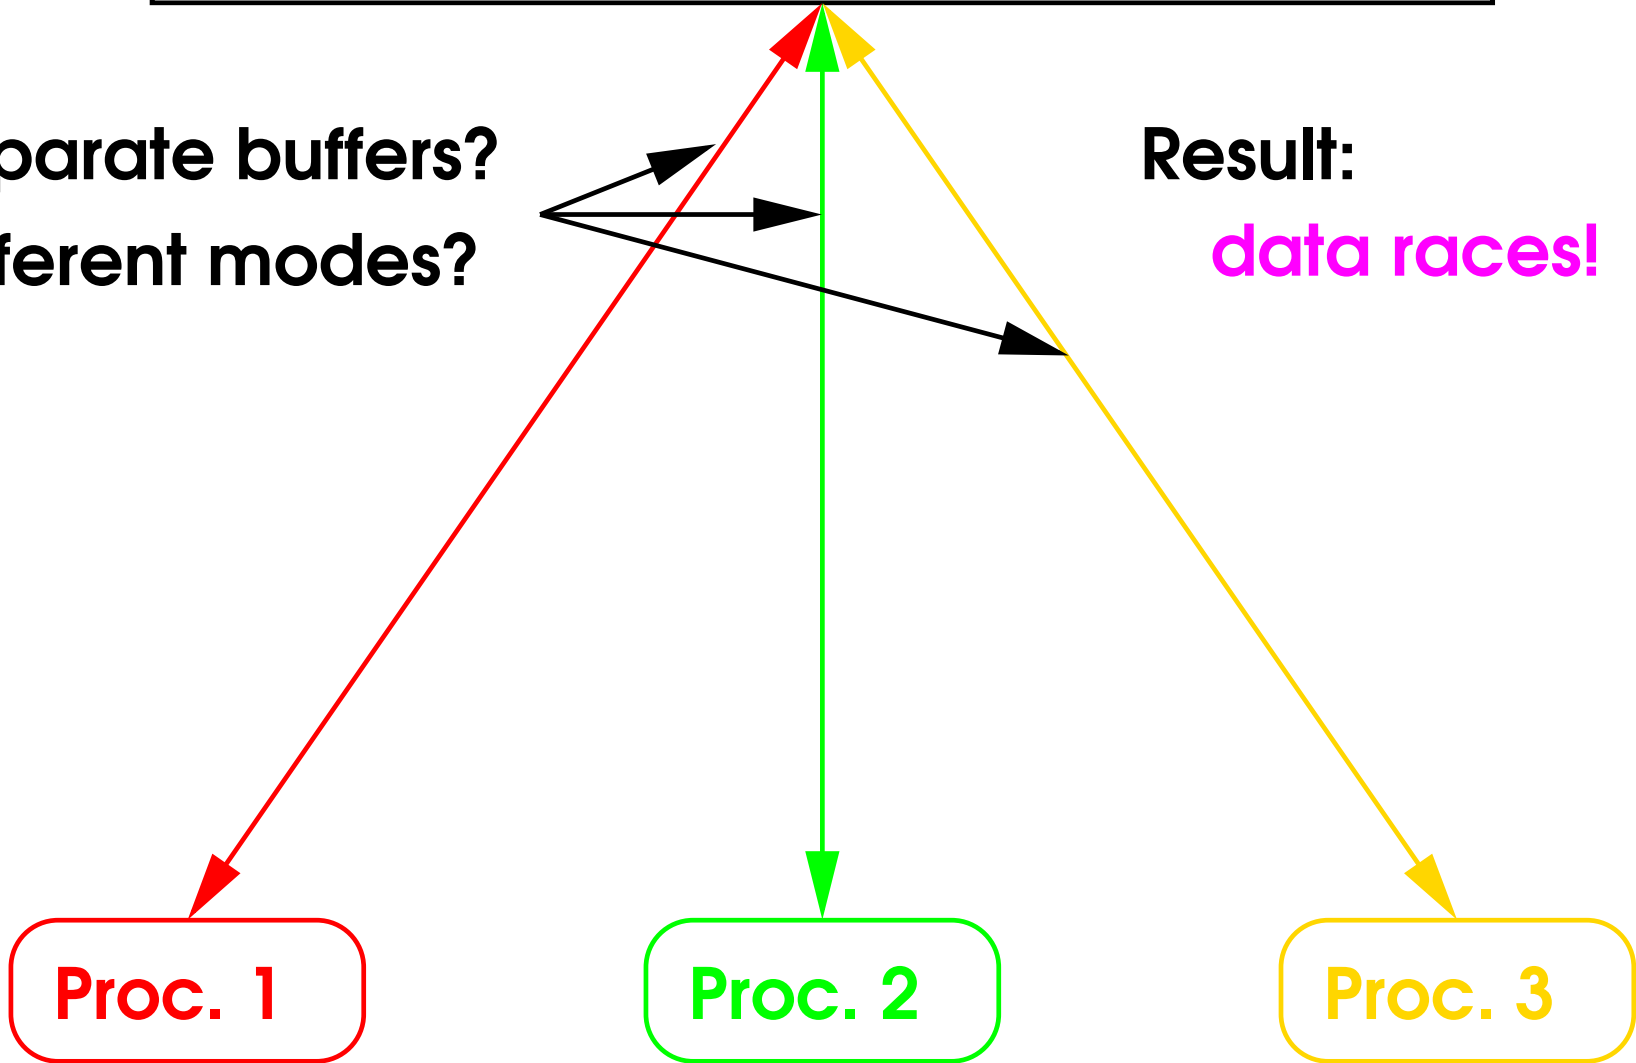 parate buffers?
ferent modes?
Result:
data races!
Proc. 1
Proc. 2
Proc. 3